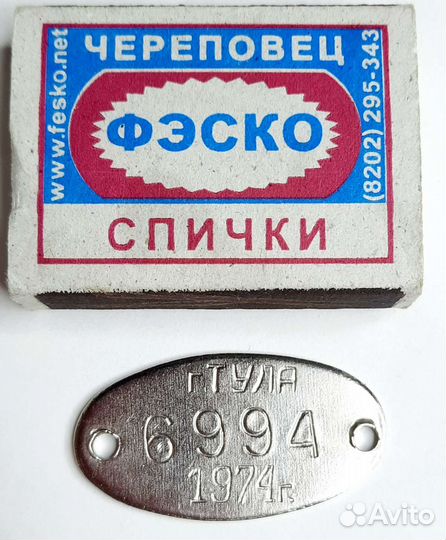 ЧЕРЕПОВЕЦ
www.fesko.net
ФЭСКО
(8202) 295-343
СПИЧКИ
г.ТУЛА
6994
1974г.
Avito